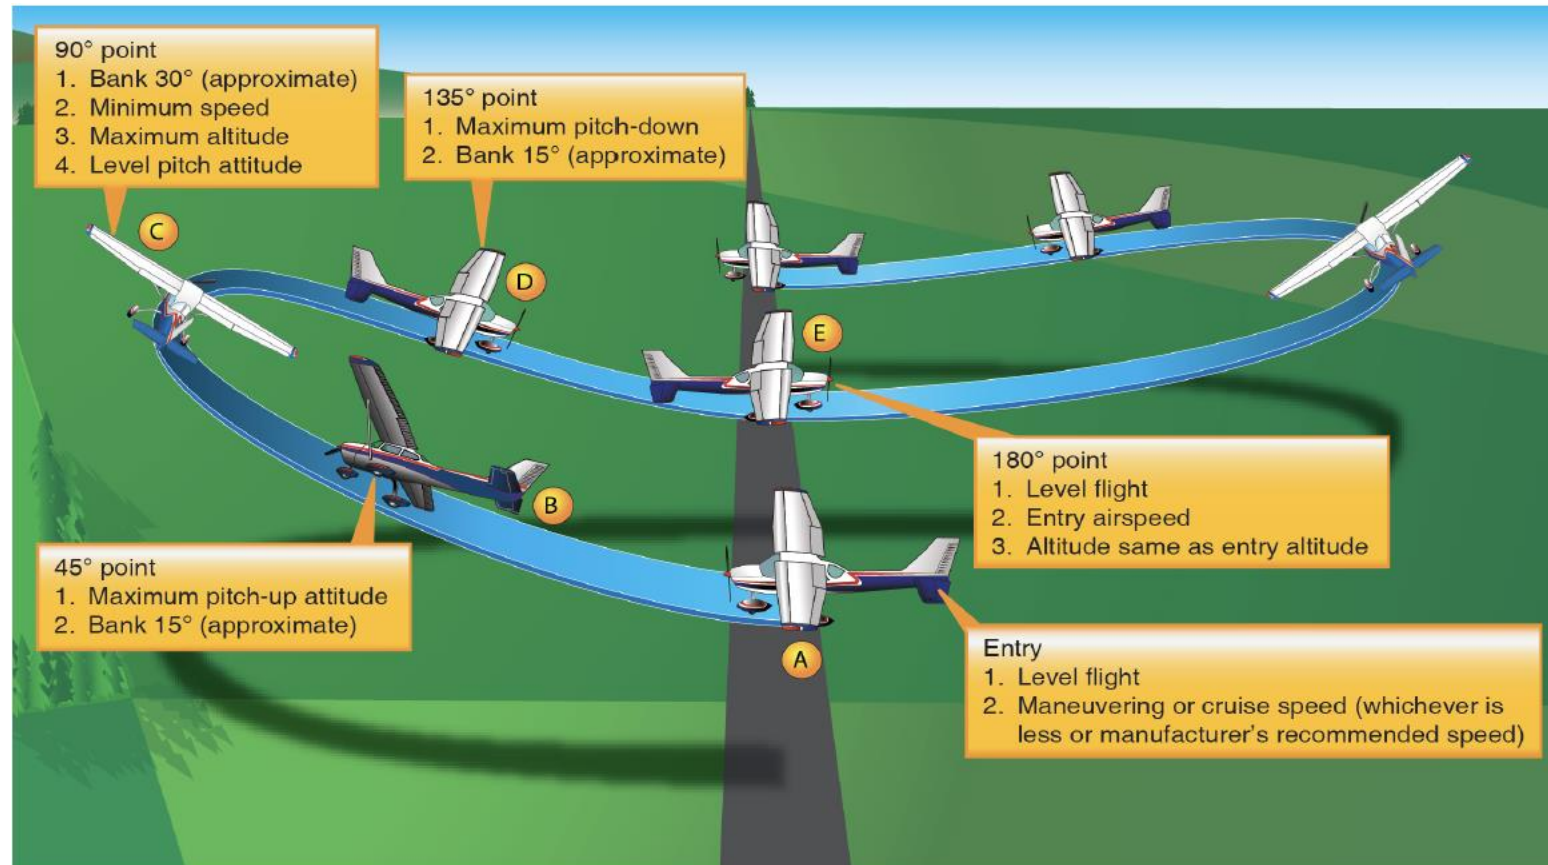 90° point
1. Bank 30° (approximate)
2. Minimum speed
3. Maximum altitude
4. Level pitch attitude
135° point
1. Maximum pitch-down
2. Bank 15° (approximate)
C
D
E
180° point
1. Level flight
2. Entry airspeed
3. Altitude same as entry altitude
B
45° point
1. Maximum pitch-up attitude
2. Bank 15° (approximate)
A
Entry
1. Level flight
2. Maneuvering or cruise speed (whichever is
less or manufacturer's recommended speed)